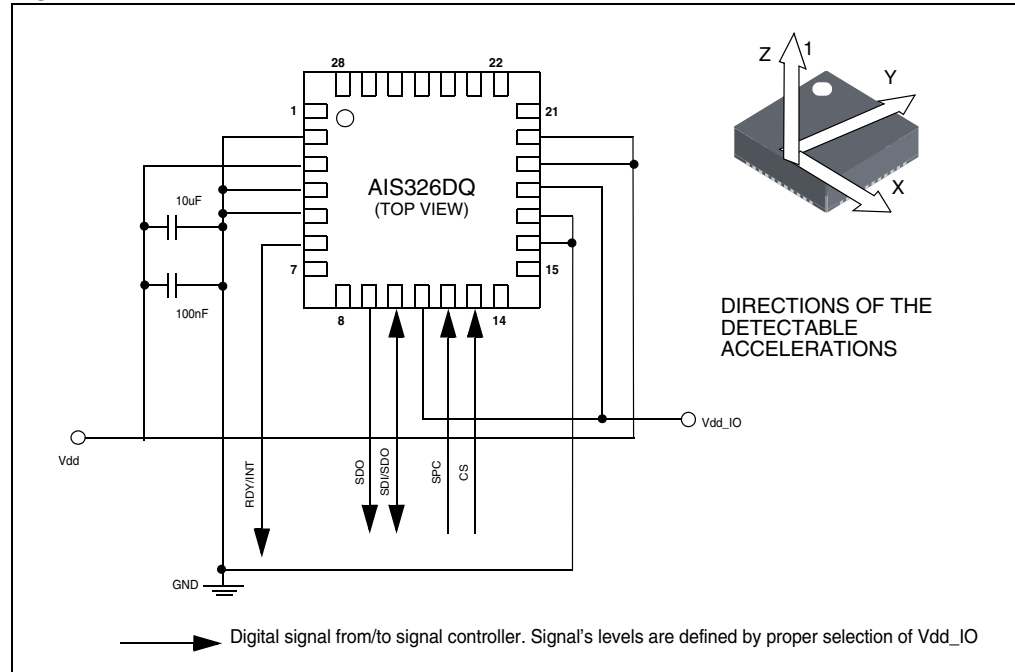 28
22
1
21
AIS326DQ
(TOP VIEW)
10uF
100nF
7
15
8
14
Z
1
Y
X
DIRECTIONS OF THE
DETECTABLE
ACCELERATIONS
Vdd_IO
Vdd
RDY/INT
SDO
SDI/SDO
SPC
CS
GND
Digital signal from/to signal controller. Signal's levels are defined by proper selection of Vdd_IO